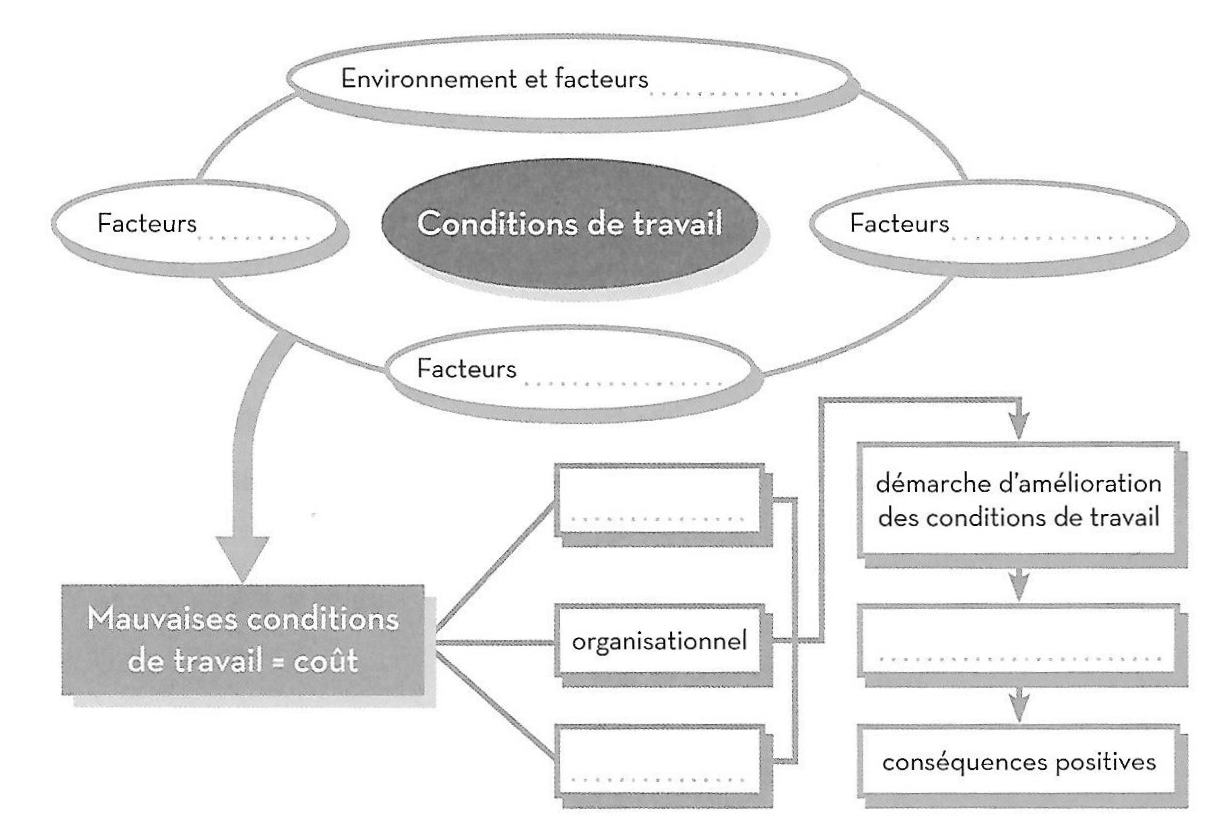 Environnement et facteurs ...............
Facteurs ............
Conditions de travail
Facteurs .....................
Facteurs .....................
démarche d'amélioration
des conditions de travail
Mauvaises conditions
de travail = coût
..................
organisationnel
..................
.............................
conséquences positives